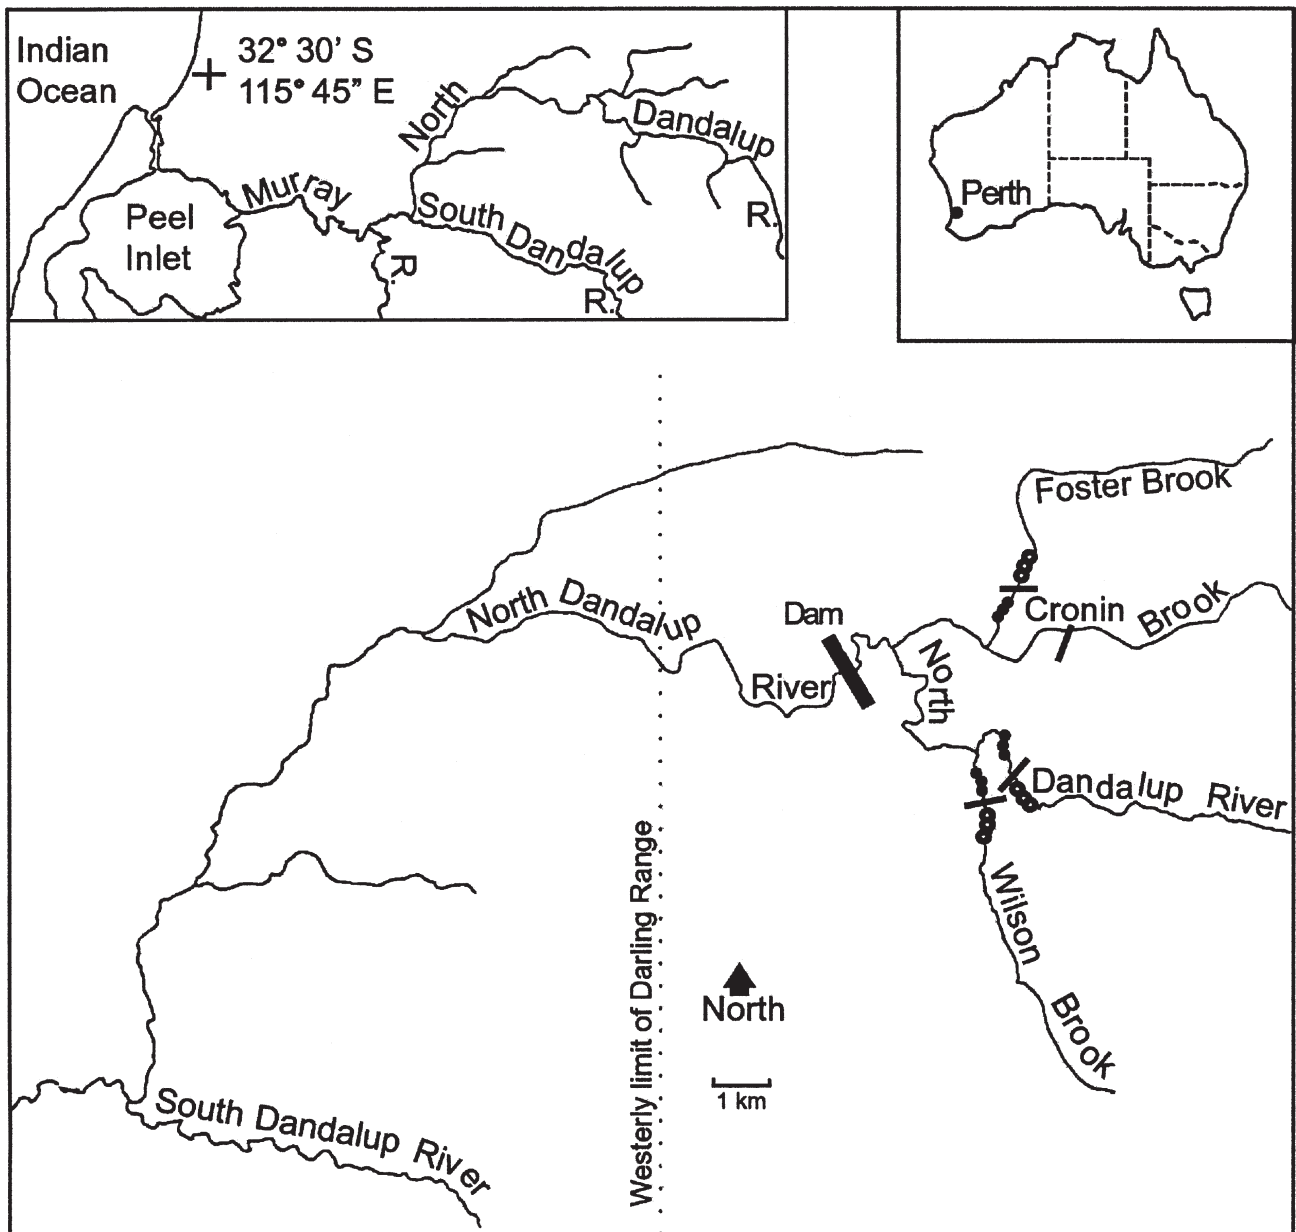 Indian
Ocean
32° 30’ S
115° 45” E
North
Dandalup
R.
Murray
R.
South Dandalup
R.
Peel
Inlet
Perth
Foster Brook
Cronin Brook
North Dandalup
River
Dam
North
Dandalup River
Wilson
Brook
Westerly limit of Darling Range
North
1 km
South Dandalup River